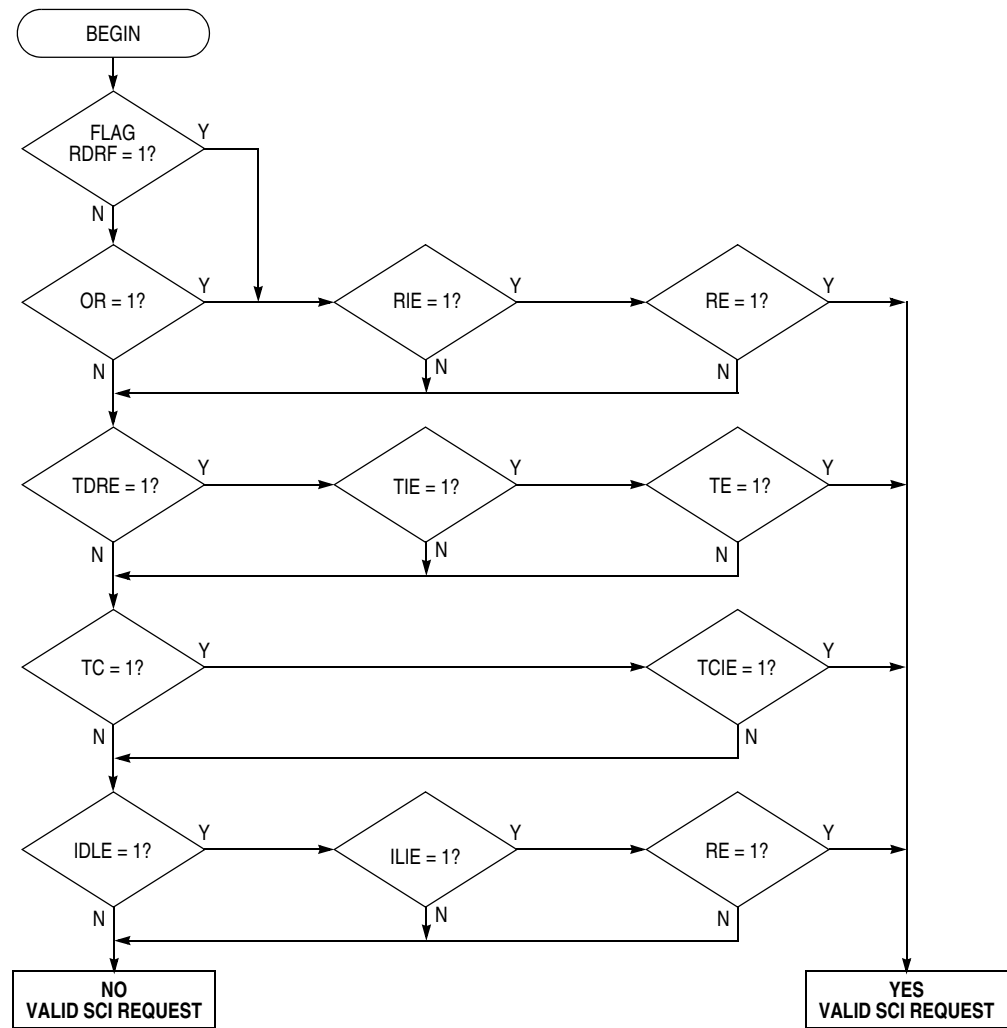 BEGIN
FLAG
RDRF = 1?
Y
N
OR = 1?
Y
RIE = 1?
Y
RE = 1?
Y
N
N
N
TDRE = 1?
Y
TIE = 1?
Y
TE = 1?
Y
N
N
N
TC = 1?
Y
TCIE = 1?
Y
N
N
IDLE = 1?
Y
ILIE = 1?
Y
RE = 1?
Y
N
N
N
NO
VALID SCI REQUEST
YES
VALID SCI REQUEST